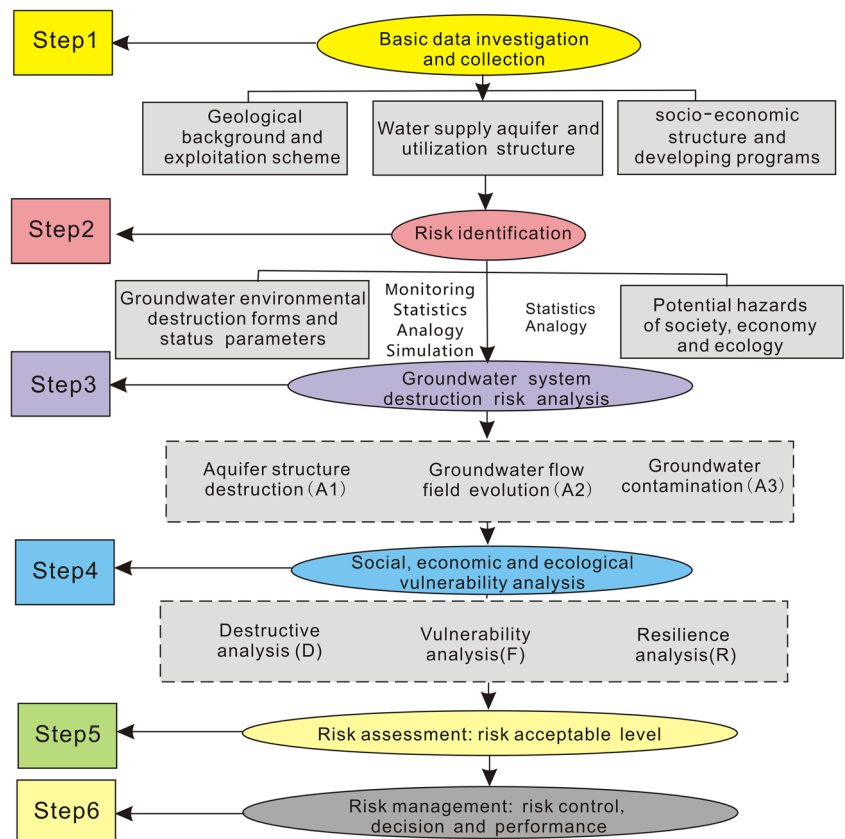 Step1
Basic data investigation
and collection
Geological
background and
exploitation scheme
Water supply aquifer and
utilization structure
socio-economic
structure and
developing programs
Step2
Risk identification
Groundwater environmental
destruction forms and
status parameters
Monitoring
Statistics
Analogy
Simulation
Statistics
Analogy
Potential hazards
of society, economy
and ecology
Step3
Groundwater system
destruction risk analysis
Aquifer structure
destruction(A1)
Groundwater flow
field evolution(A2)
Groundwater
contamination(A3)
Step4
Social, economic and ecological
vulnerability analysis
Destructive
analysis (D)
Vulnerability
analysis(F)
Resilience
analysis(R)
Step5
Risk assessment: risk acceptable level
Step6
Risk management: risk control,
decision and performance